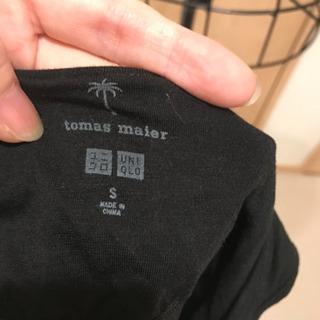 tomas maier
ユニ UNI
クロ QLO
S
MADE IN
CHINA